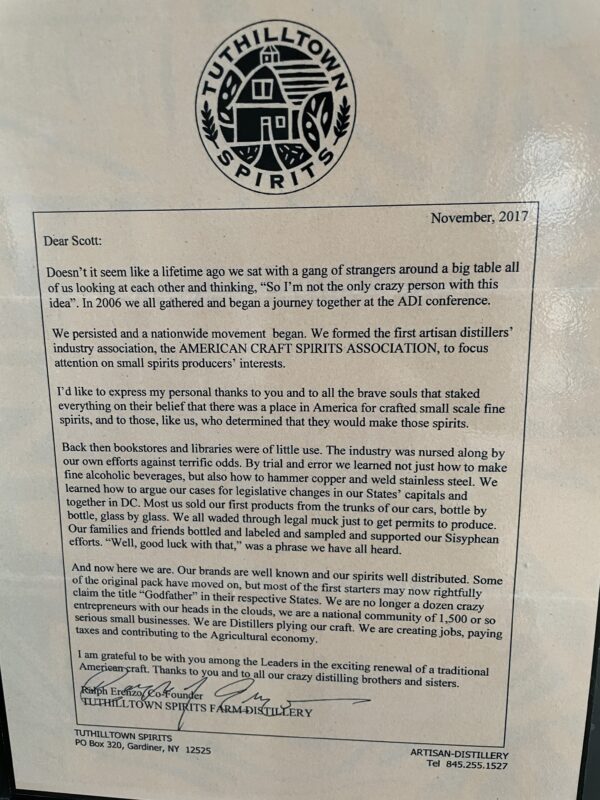 TUTHILLTOWN
SPIRITS
November, 2017
Dear Scott:
Doesn't it seem like a lifetime ago we sat with a gang of strangers around a big table all
of us looking at each other and thinking, "So I'm not the only crazy person with this
idea". In 2006 we all gathered and began a journey together at the ADI conference.
We persisted and a nationwide movement began. We formed the first artisan distillers'
industry association, the AMERICAN CRAFT SPIRITS ASSOCIATION, to focus
attention on small spirits producers' interests.
I'd like to express my personal thanks to you and to all the brave souls that staked
everything on their belief that there was a place in America for crafted small scale fine
spirits, and to those, like us, who determined that they would make those spirits.
Back then bookstores and libraries were of little use. The industry was nursed along by
our own efforts against terrific odds. By trial and error we learned not just how to make
fine alcoholic beverages, but also how to hammer copper and weld stainless steel. We
learned how to argue our cases for legislative changes in our States' capitals and
together in DC. Most us sold our first products from the trunks of our cars, bottle by
bottle, glass by glass. We all waded through legal muck just to get permits to produce.
Our families and friends bottled and labeled and sampled and supported our Sisyphean
efforts. "Well, good luck with that," was a phrase we have all heard.
And now here we are. Our brands are well known and our spirits well distributed. Some
of the original pack have moved on, but most of the first starters may now rightfully
claim the title "Godfather" in their respective States. We are no longer a dozen crazy
entrepreneurs with our heads in the clouds, we are a national community of 1,500 or so
serious small businesses. We are Distillers plying our craft. We are creating jobs, paying
taxes and contributing to the Agricultural economy.
I am grateful to be with you among the Leaders in the exciting renewal of a traditional
American craft. Thanks to you and to all our crazy distilling brothers and sisters.
Ralph Erenzo, Co-Founder
TUTHILLTOWN SPIRITS FARM DISTILLERY
TUTHILLTOWN SPIRITS
PO Box 320, Gardiner, NY 12525
ARTISAN-DISTILLERY
Tel 845.255.1527